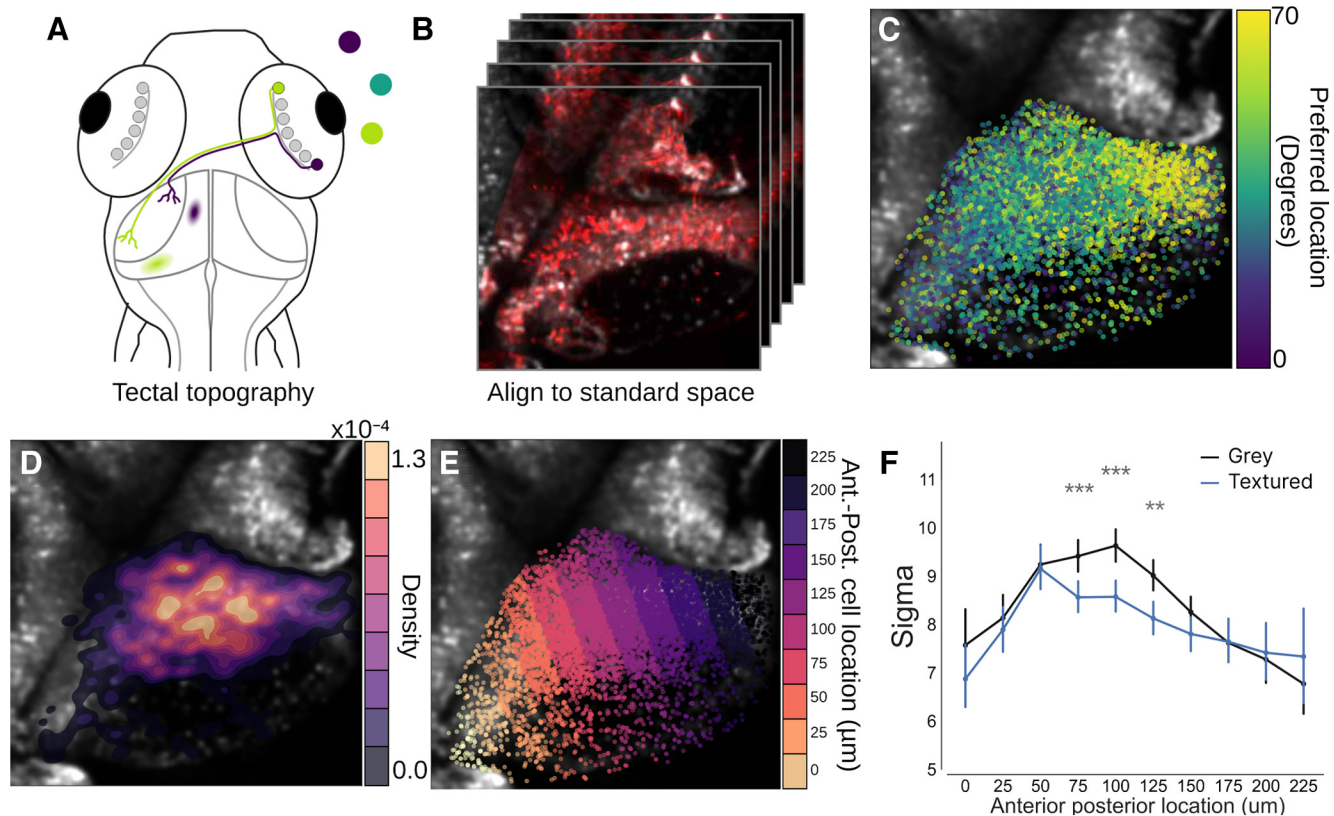 A
B
C
70
Preferred location
(Degrees)
0
Tectal topography
Align to standard space
D
x10⁻⁴
1.3
Density
0.0
E
225
200
175
150
125
100
75
50
25
0
Ant.-Post. cell location (μm)
F
Grey
Textured
***
***
**
11
10
9
8
7
6
5
Sigma
0 25 50 75 100 125 150 175 200 225
Anterior posterior location (um)